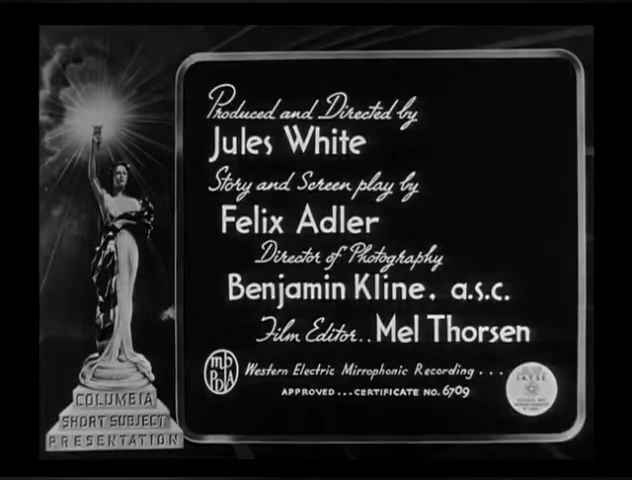 Produced and Directed by
Jules White
Story and Screen play by
Felix Adler
Director of Photography
Benjamin Kline, a.s.c.
Film Editor.. Mel Thorsen
Western Electric Mirrophonic Recording ...
APPROVED...CERTIFICATE NO. 6709
I.A.T.S.E.
COLUMBIA
SHORT SUBJECT
PRESENTATION